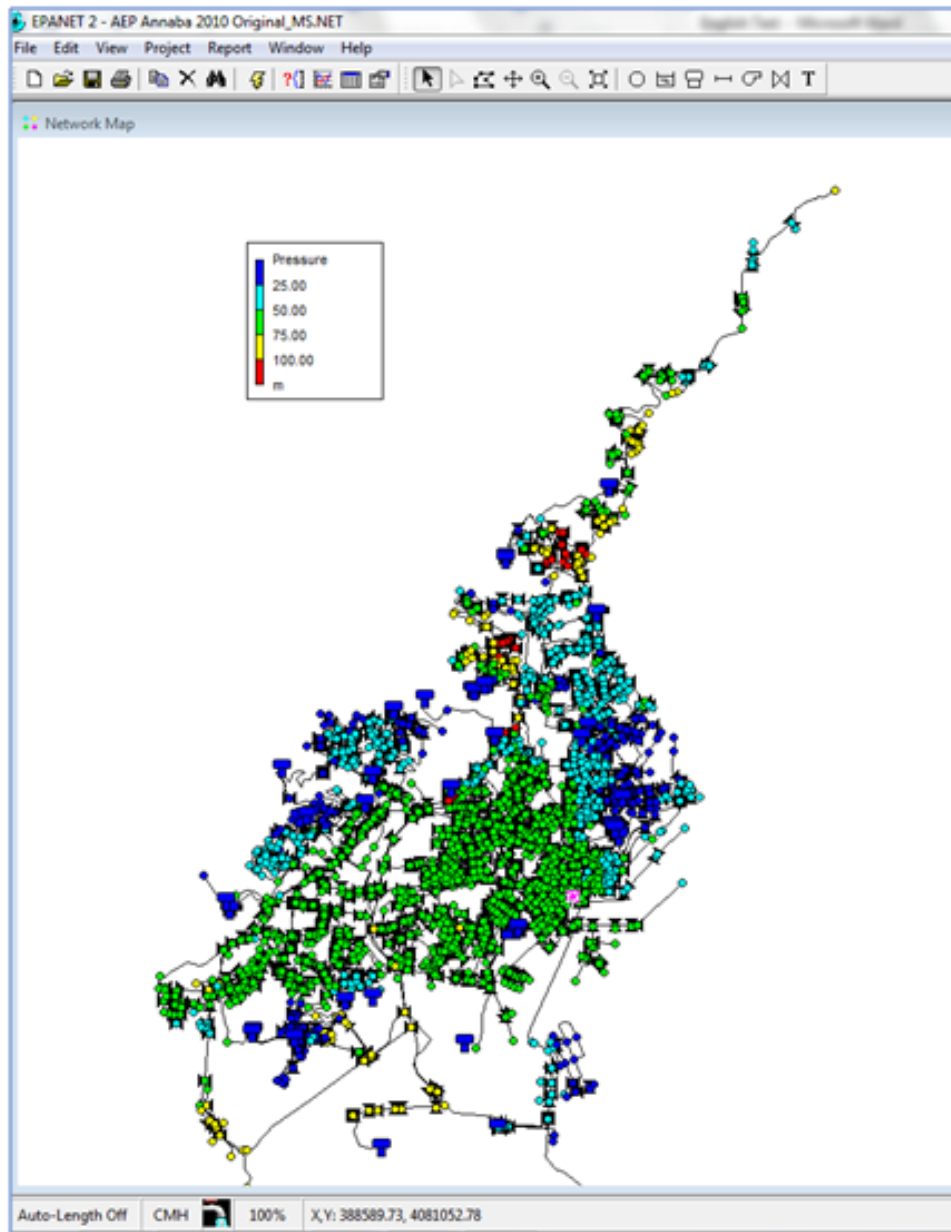 EPANET 2 - AEP Annaba 2010 Original_MS.NET
File Edit View Project Report Window Help
T
Network Map
Pressure
25.00
50.00
75.00
100.00
m
Auto-Length Off CMH 100% X,Y: 388589.73, 4081052.78